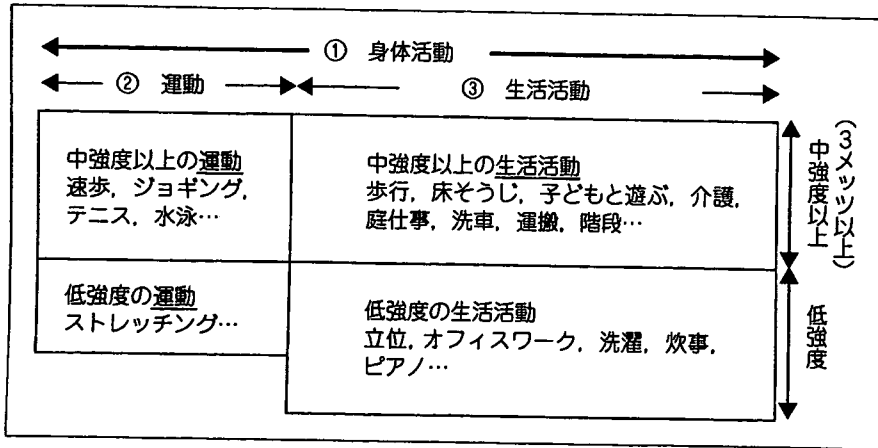 ① 身体活動
② 運動
③ 生活活動
中強度以上の運動
速歩，ジョギング，
テニス，水泳…
中強度以上の生活活動
歩行，床そうじ，子どもと遊ぶ，介護，
庭仕事，洗車，運搬，階段…
（3メッツ以上）
中強度以上
低強度の運動
ストレッチング…
低強度の生活活動
立位，オフィスワーク，洗濯，炊事，
ピアノ…
低強度